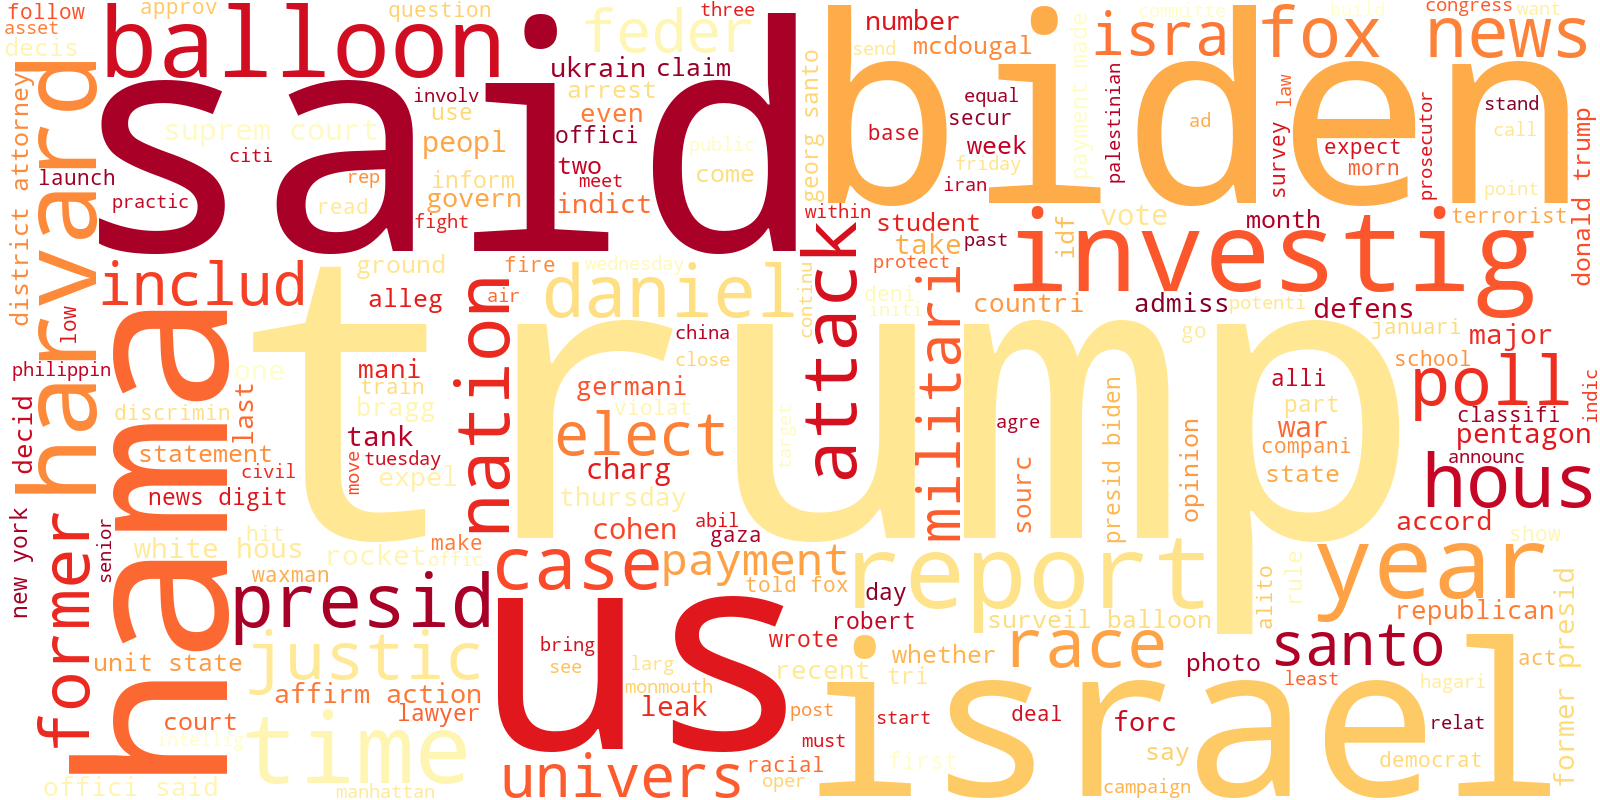 said
trump
biden
us
israel
hama
balloon
harvard
investig
fox
news
feder
isra
number
mcdougal
send
committe
build
congress
want
follow
asset
decis
approv
question
three
ukrain
claim
arrest
involv
use
even
offici
peopl
suprem court
citi
launch
practic
rep
read
inform
govern
fight
two
meet
indict
public
come
georg santo
base
equal
secur
week
friday
iran
payment made
palestinian
ad
survey
law
expect
morn
prosecutor
stand
call
point
terrorist
donald trump
district attorney
within
student
take
past
protect
idf
vote
month
includ
ground
alleg
fire
air
wednesday
daniel
nation
attack
continu
deni
initi
militari
countri
admiss
potenti
go
defens
januari
major
school
low
philippin
one
last
discrimin
statement
civil
news digit
mani
train
bragg
tank
tuesday
move
expel
china
close
germani
violat
elect
charg
thursday
target
agre
sourc
presid biden
opinion
alli
part
war
compani
state
poll
indic
classifi
pentagon
announc
hous
accord
new york
decid
senior
former
hit
white
hous
waxman
rocket
make
offic
cohen
abil
gaza
case
payment
told fox
report
day
surveil balloon
robert
alito
rule
year
show
republican
former presid
presid
justic
unit state
affirm action
court
lawyer
time
intellig
offici said
manhattan
bring
see
larg
monmouth
leak
wrote
recent
whether
tri
post
start
must
univers
racial
oper
first
race
deal
forc
say
campaign
photo
santo
least
act
hagari
relat
democrat